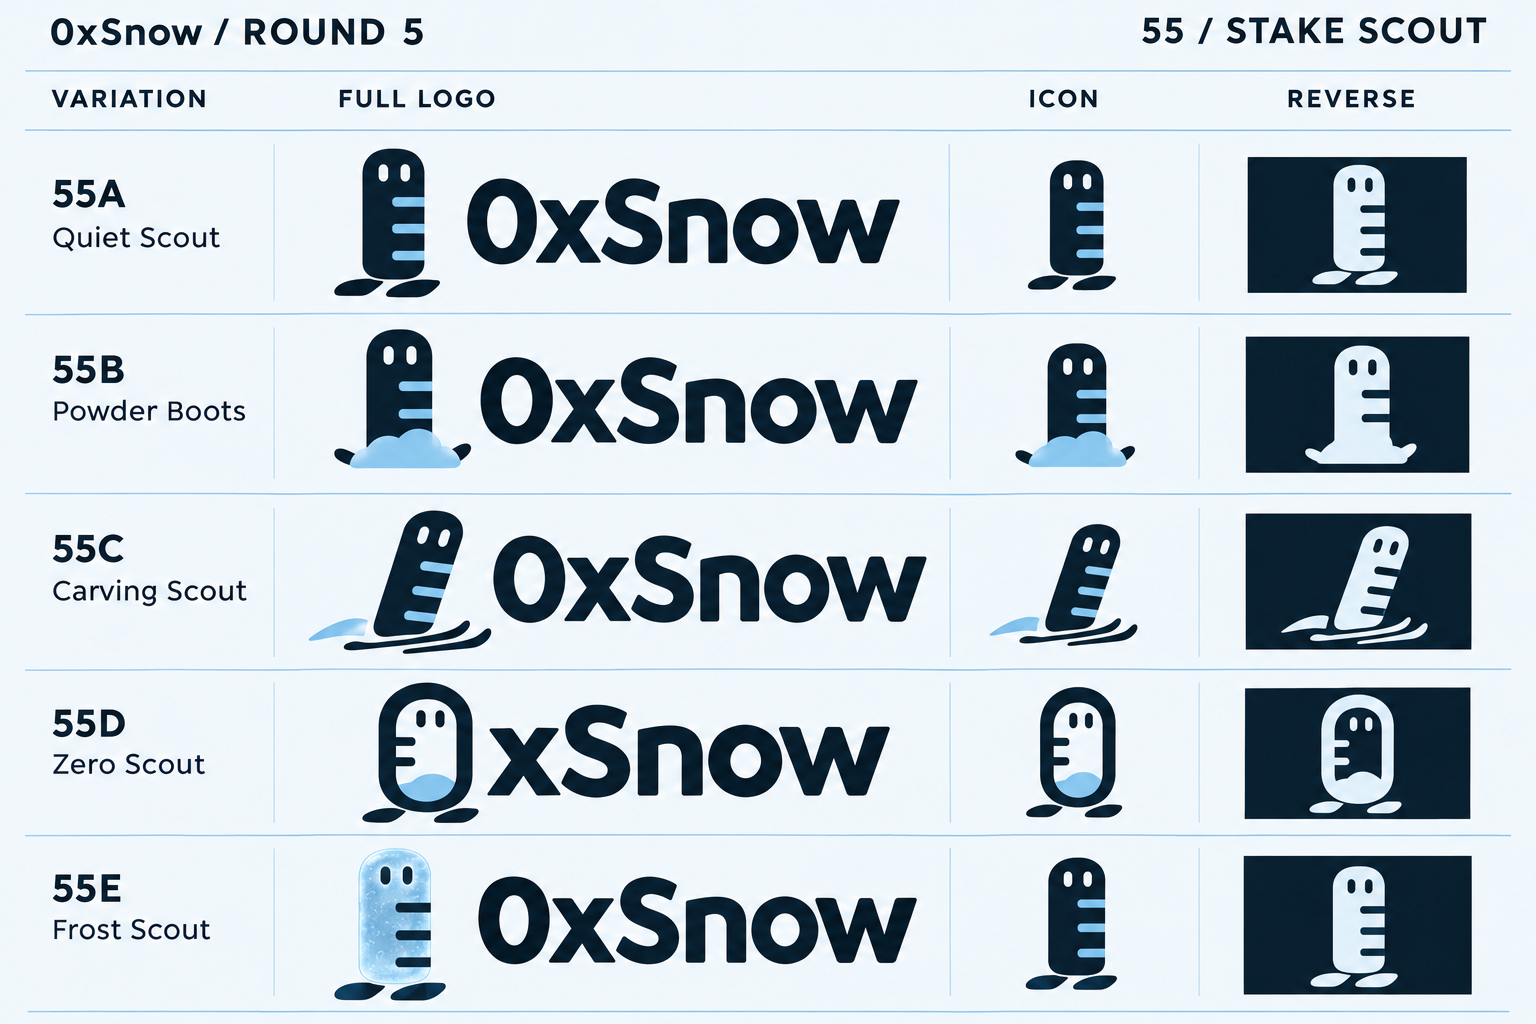 0xSnow / ROUND 5
55 / STAKE SCOUT
VARIATION
FULL LOGO
ICON
REVERSE
55A
Quiet Scout
0xSnow
55B
Powder Boots
0xSnow
55C
Carving Scout
0xSnow
55D
Zero Scout
xSnow
55E
Frost Scout
0xSnow